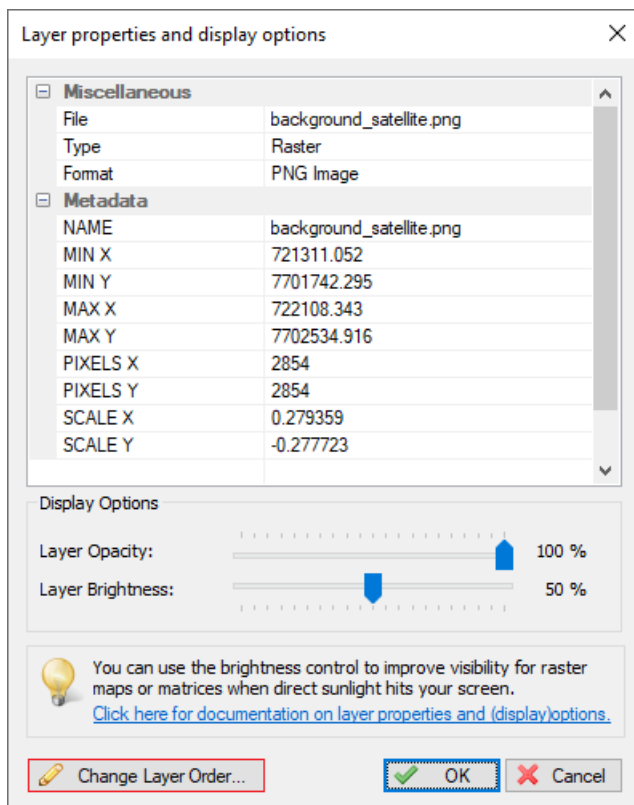 Layer properties and display options
Miscellaneous
File background_satellite.png
Type Raster
Format PNG Image
Metadata
NAME background_satellite.png
MIN X 721311.052
MIN Y 7701742.295
MAX X 722108.343
MAX Y 7702534.916
PIXELS X 2854
PIXELS Y 2854
SCALE X 0.279359
SCALE Y -0.277723
Display Options
Layer Opacity: 100 %
Layer Brightness: 50 %
You can use the brightness control to improve visibility for raster
maps or matrices when direct sunlight hits your screen.
Click here for documentation on layer properties and (display)options.
Change Layer Order... OK Cancel